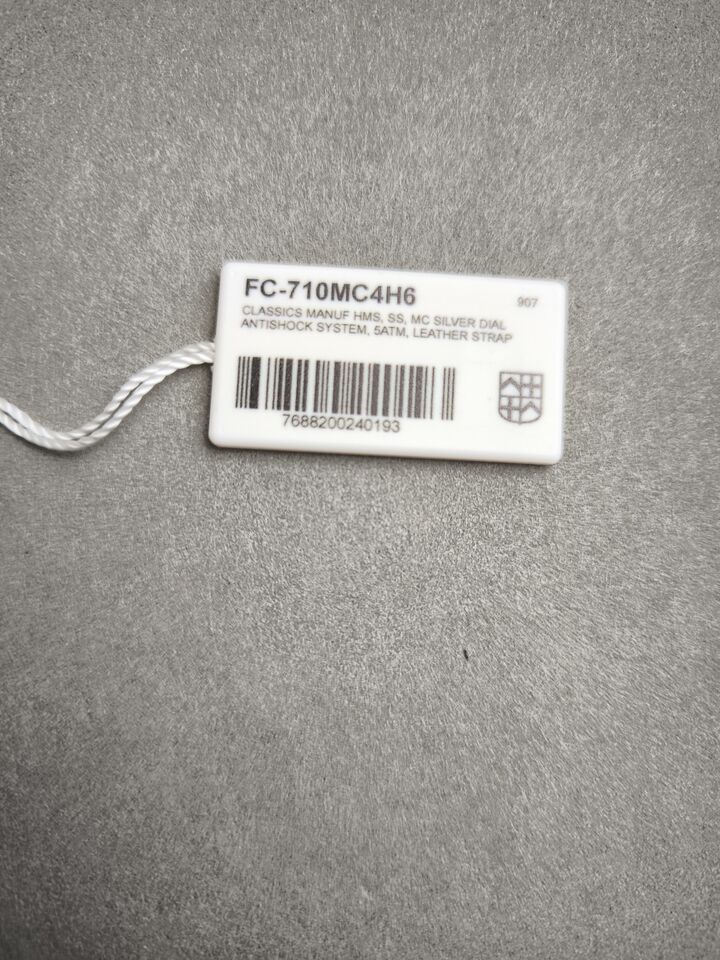 FC-710MC4H6
907
CLASSICS MANUF HMS, SS, MC SILVER DIAL
ANTISHOCK SYSTEM, 5ATM, LEATHER STRAP
7688200240193